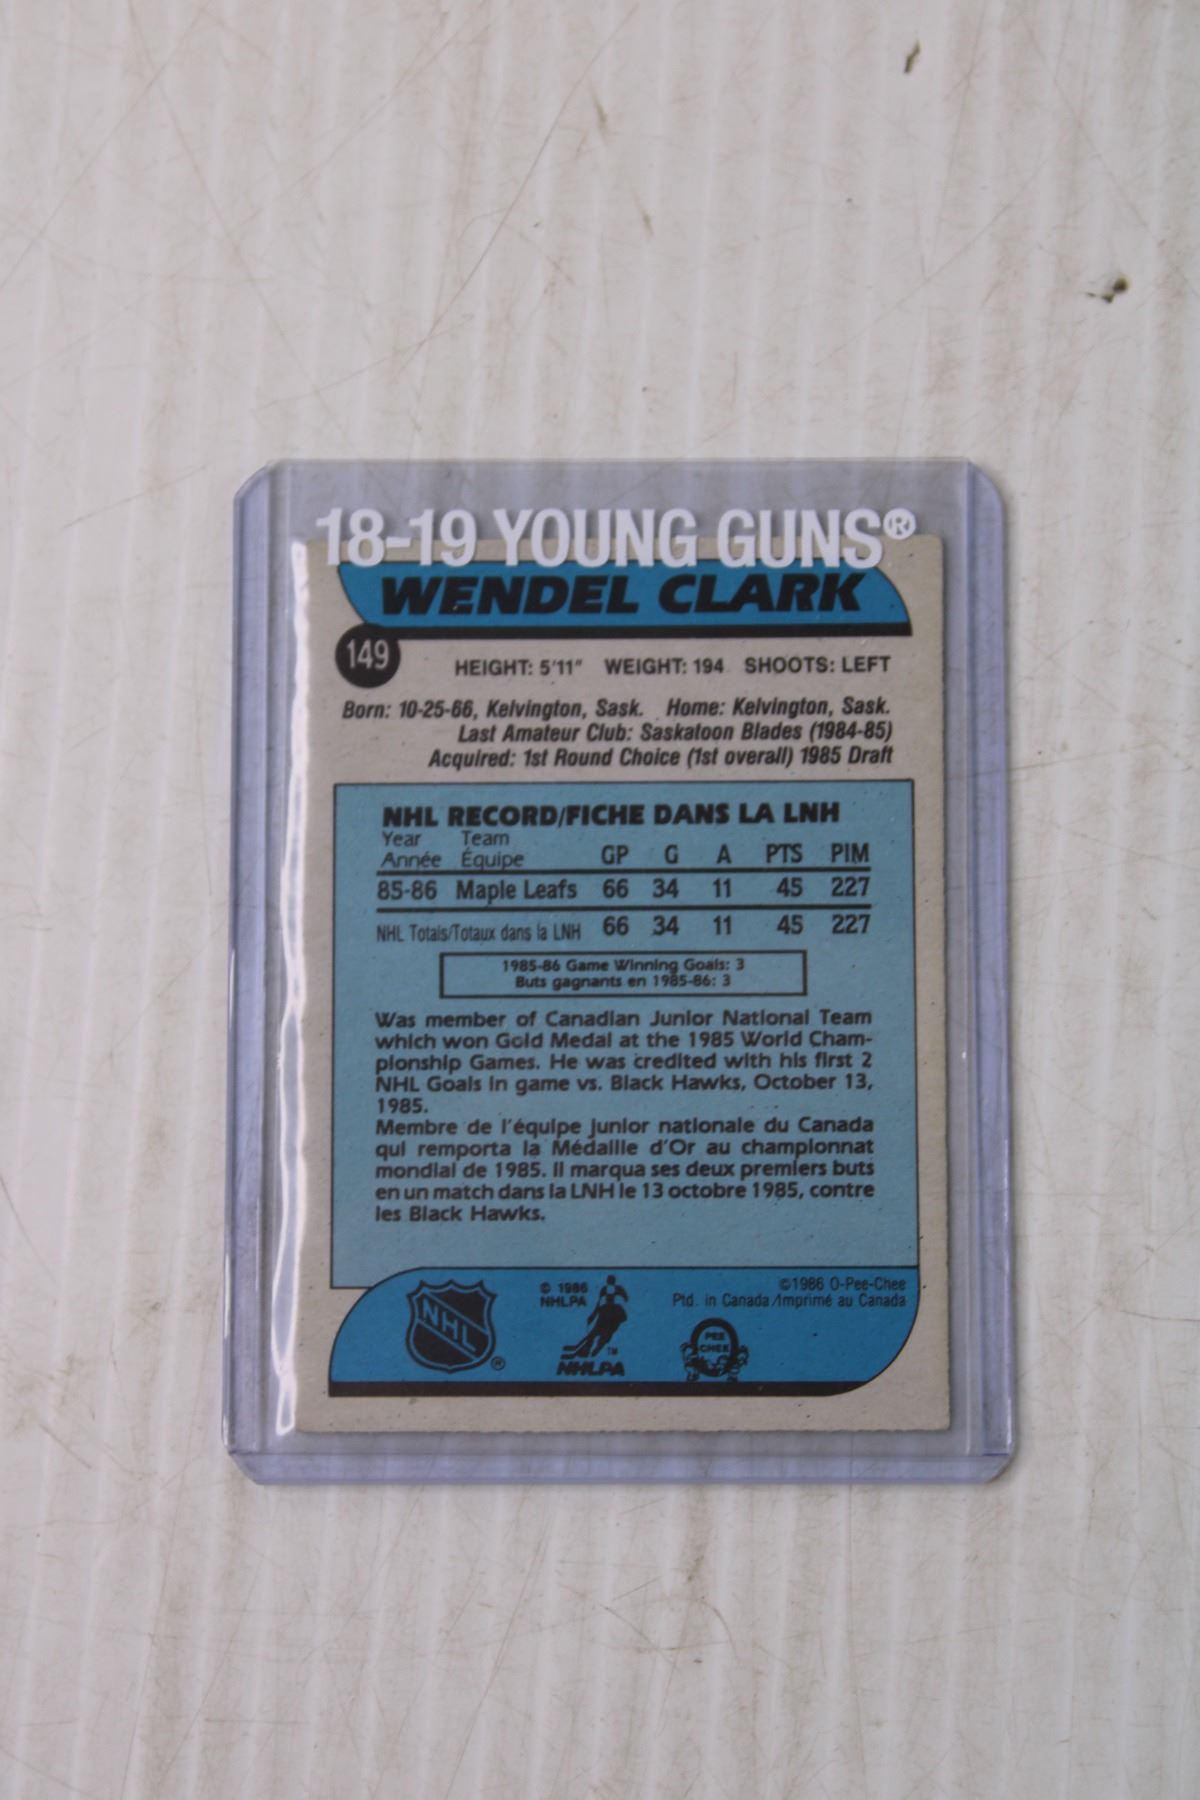 18-19 YOUNG GUNS®
WENDEL CLARK
149
HEIGHT: 5'11" WEIGHT: 194 SHOOTS: LEFT
Born: 10-25-66, Kelvington, Sask. Home: Kelvington, Sask.
Last Amateur Club: Saskatoon Blades (1984-85)
Acquired: 1st Round Choice (1st overall) 1985 Draft
NHL RECORD/FICHE DANS LA LNH
Year Team
Année Équipe GP G A PTS PIM
85-86 Maple Leafs 66 34 11 45 227
NHL Totals/Totaux dans la LNH 66 34 11 45 227
1985-86 Game Winning Goals: 3
Buts gagnants en 1985-86: 3
Was member of Canadian Junior National Team
which won Gold Medal at the 1985 World Cham-
pionship Games. He was credited with his first 2
NHL Goals in game vs. Black Hawks, October 13,
1985.
Membre de l'équipe junior nationale du Canada
qui remporta la Médaille d'Or au championnat
mondial de 1985. Il marqua ses deux premiers buts
en un match dans la LNH le 13 octobre 1985, contre
les Black Hawks.
NHL ®
© 1986
NHLPA
TM
NHLPA
©1986 O-Pee-Chee
Ptd. in Canada/Imprimé au Canada
PEE
CHEE